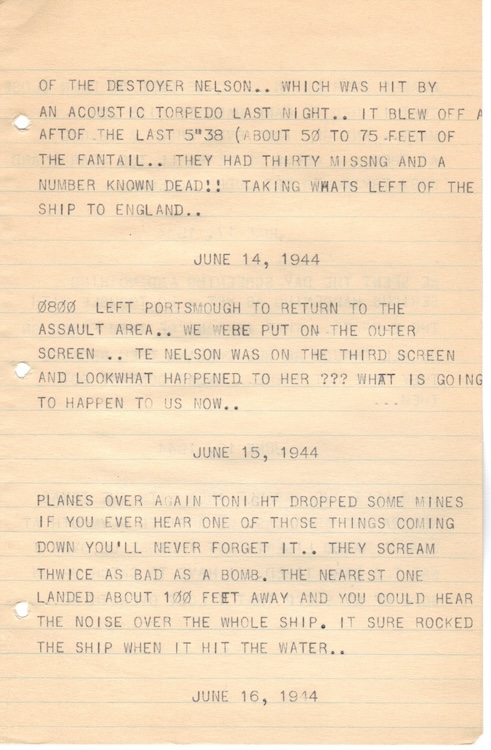 OF THE DESTOYER NELSON.. WHICH WAS HIT BY
AN ACOUSTIC TORPEDO LAST NIGHT.. IT BLEW OFF A
AFTOF THE LAST 5"38 (ABOUT 5Ø TO 75 FEET OF
THE FANTAIL.. THEY HAD THIRTY MISSNG AND A
NUMBER KNOWN DEAD!! TAKING WHATS LEFT OF THE
SHIP TO ENGLAND..
JUNE 14, 1944
Ø8ØØ LEFT PORTSMOUGH TO RETURN TO THE
ASSAULT AREA.. WE WERE PUT ON THE OUTER
SCREEN .. TE NELSON WAS ON THE THIRD SCREEN
AND LOOKWHAT HAPPENED TO HER ??? WHAT IS GOING
TO HAPPEN TO US NOW..
JUNE 15, 1944
PLANES OVER AGAIN TONIGHT DROPPED SOME MINES
IF YOU EVER HEAR ONE OF THOSE THINGS COMING
DOWN YOU'LL NEVER FORGET IT.. THEY SCREAM
THWICE AS BAD AS A BOMB. THE NEAREST ONE
LANDED ABOUT 1ØØ FEET AWAY AND YOU COULD HEAR
THE NOISE OVER THE WHOLE SHIP. IT SURE ROCKED
THE SHIP WHEN IT HIT THE WATER..
JUNE 16, 1944